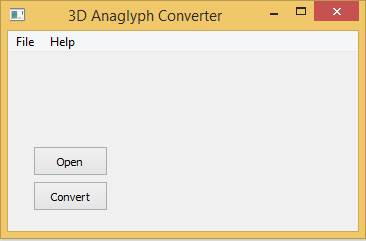 3D Anaglyph Converter
File Help
Open
Convert